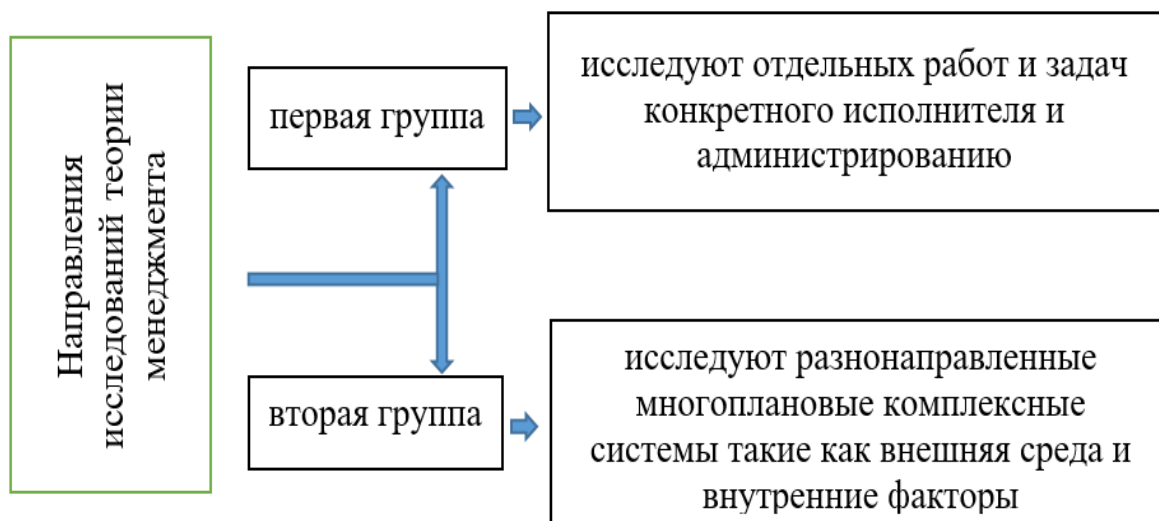 Направления
исследований теории
менеджмента
первая группа
исследуют отдельных работ и задач
конкретного исполнителя и
администрированию
вторая группа
исследуют разнонаправленные
многоплановые комплексные
системы такие как внешняя среда и
внутренние факторы